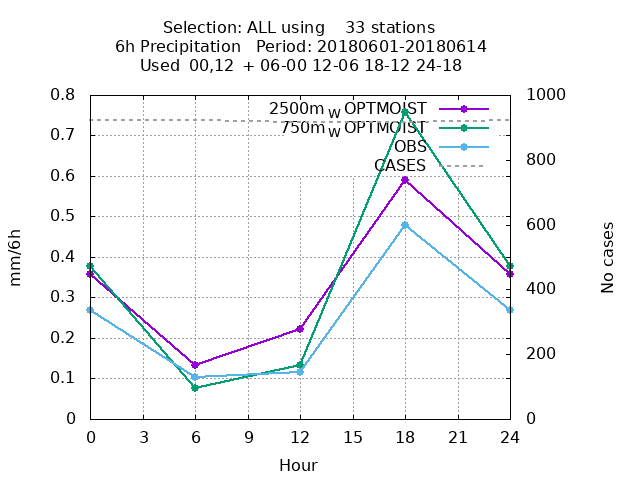 Selection: ALL using    33 stations
6h Precipitation   Period: 20180601-20180614
Used  00,12  + 06-00 12-06 18-12 24-18
0.8
0.7
0.6
0.5
0.4
0.3
0.2
0.1
0
mm/6h
2500m W OPTMOIST
750m W OPTMOIST
OBS
CASES
1000
800
600
400
200
0
No cases
0 3 6 9 12 15 18 21 24
Hour